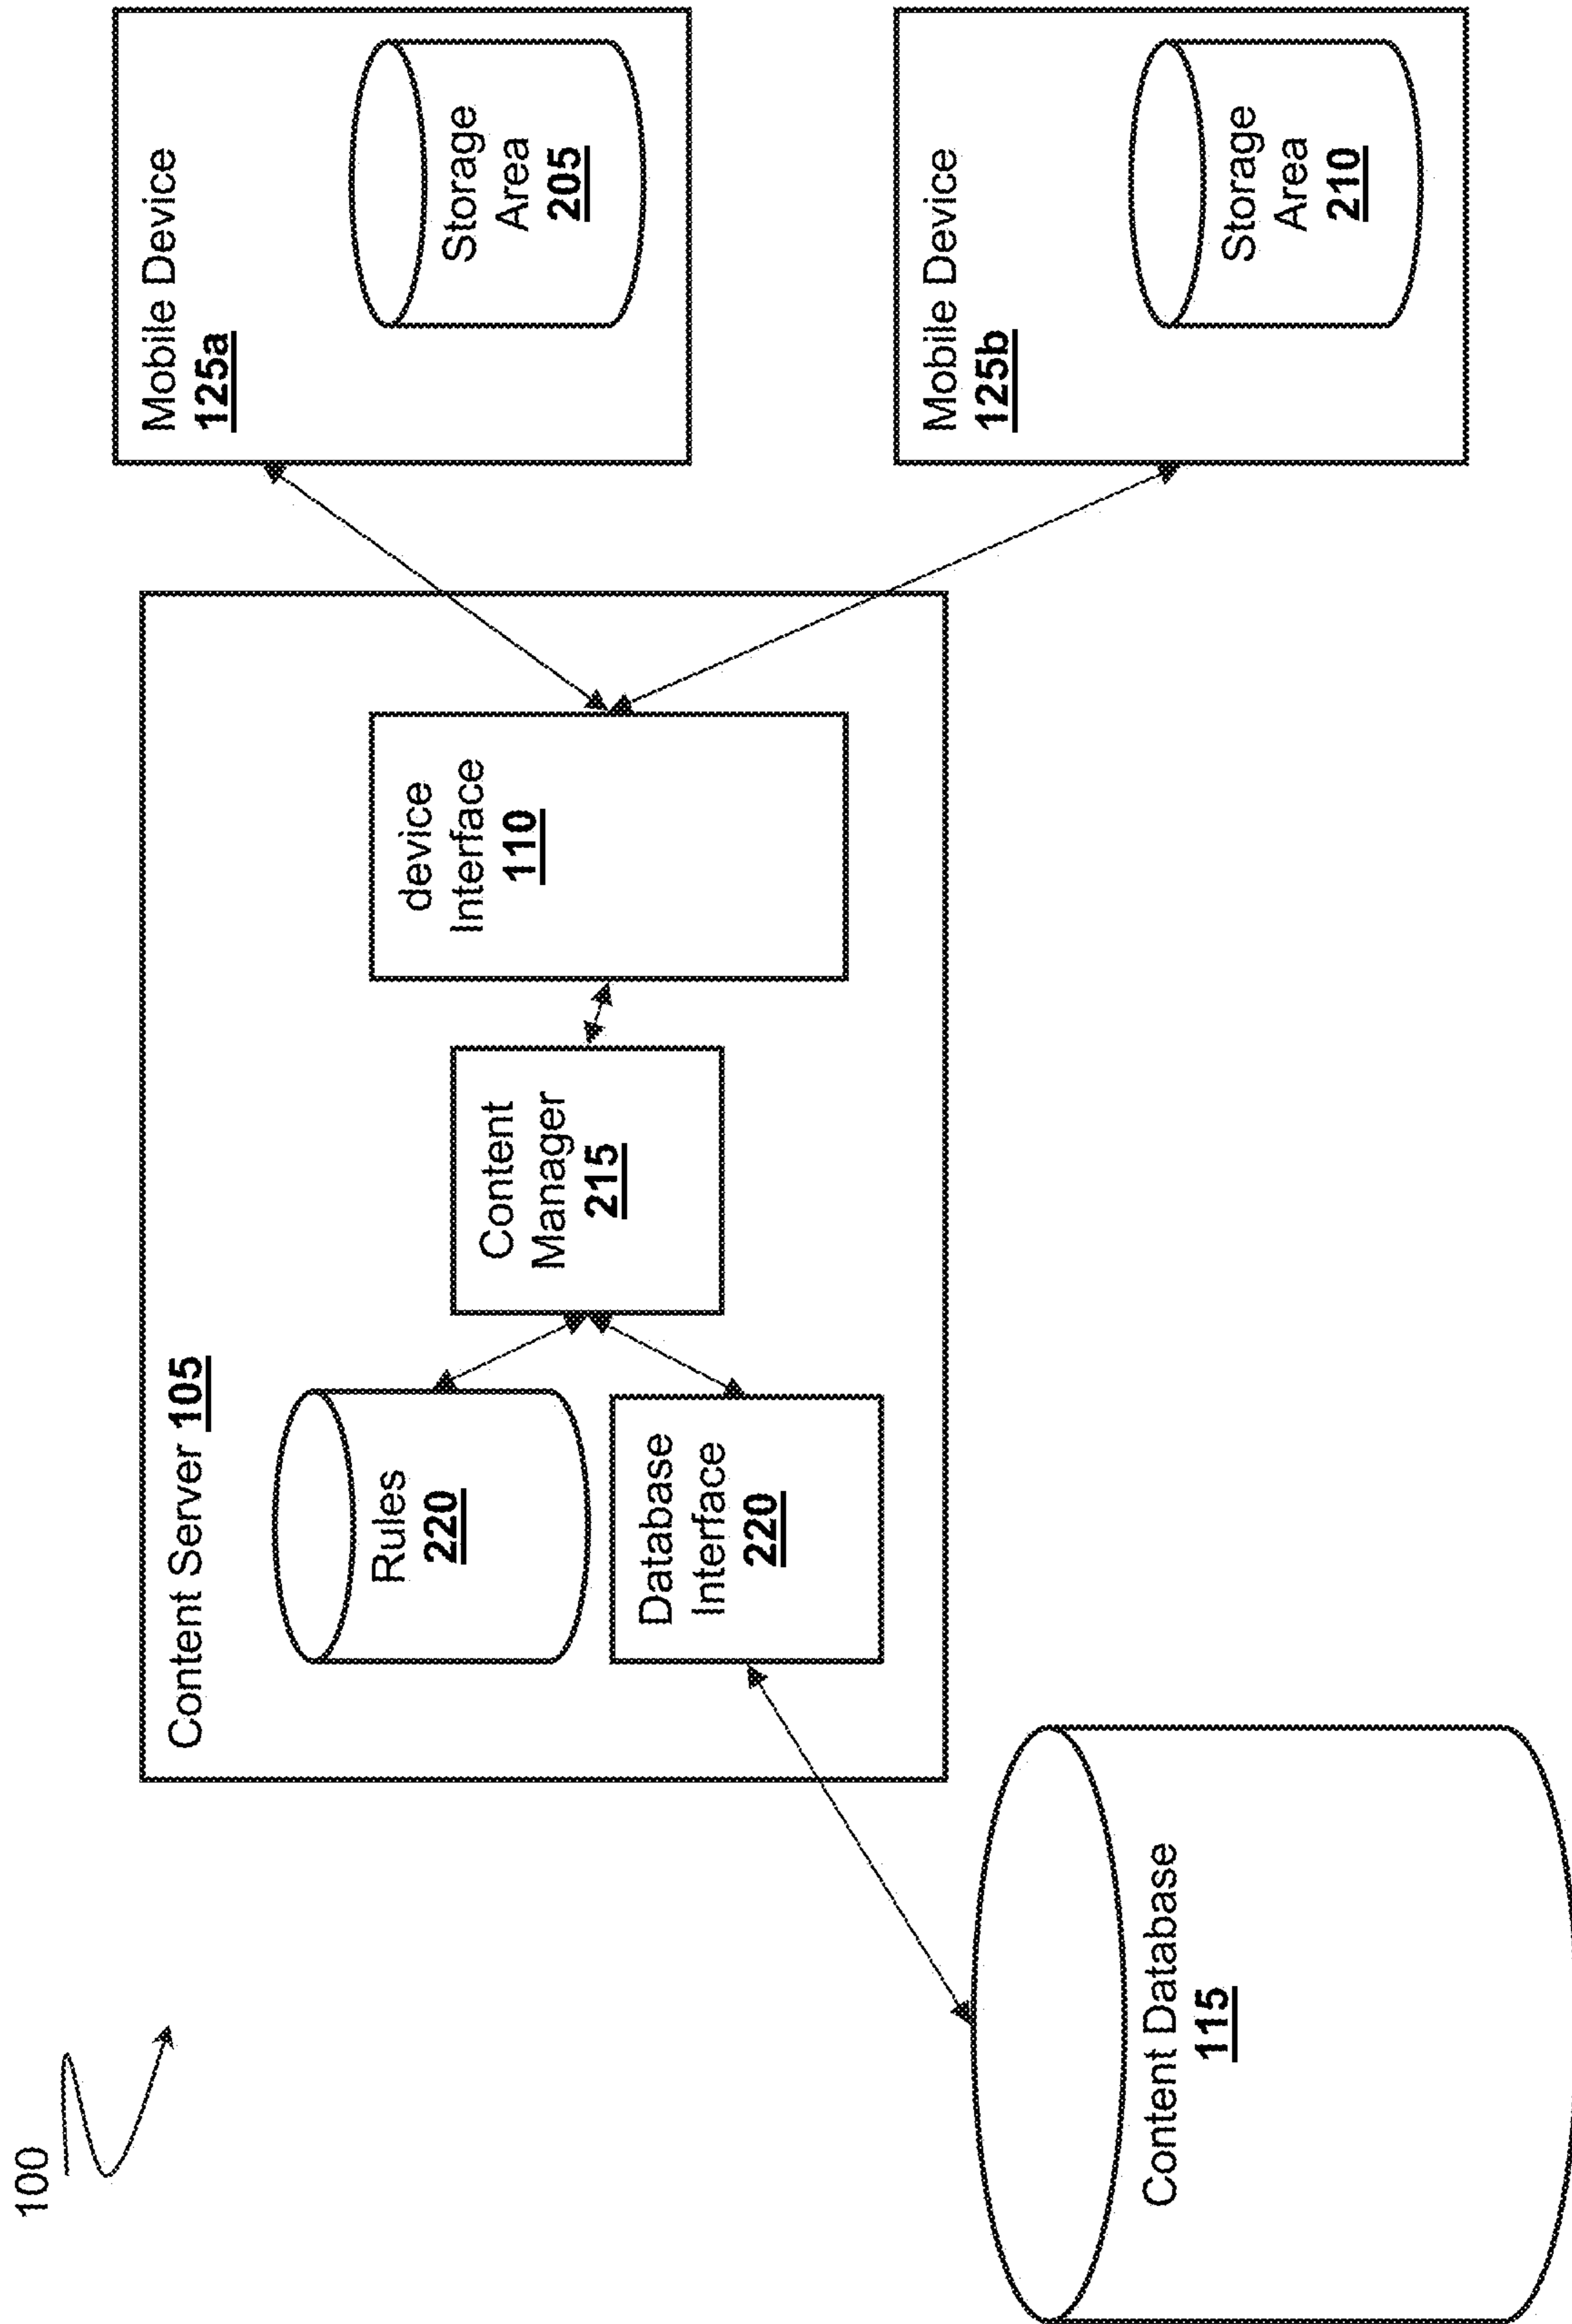 100
Content Server 105
Rules
220
Database
Interface
220
Content
Manager
215
device
Interface
110
Mobile Device
125a
Storage
Area
205
Mobile Device
125b
Storage
Area
210
Content Database
115